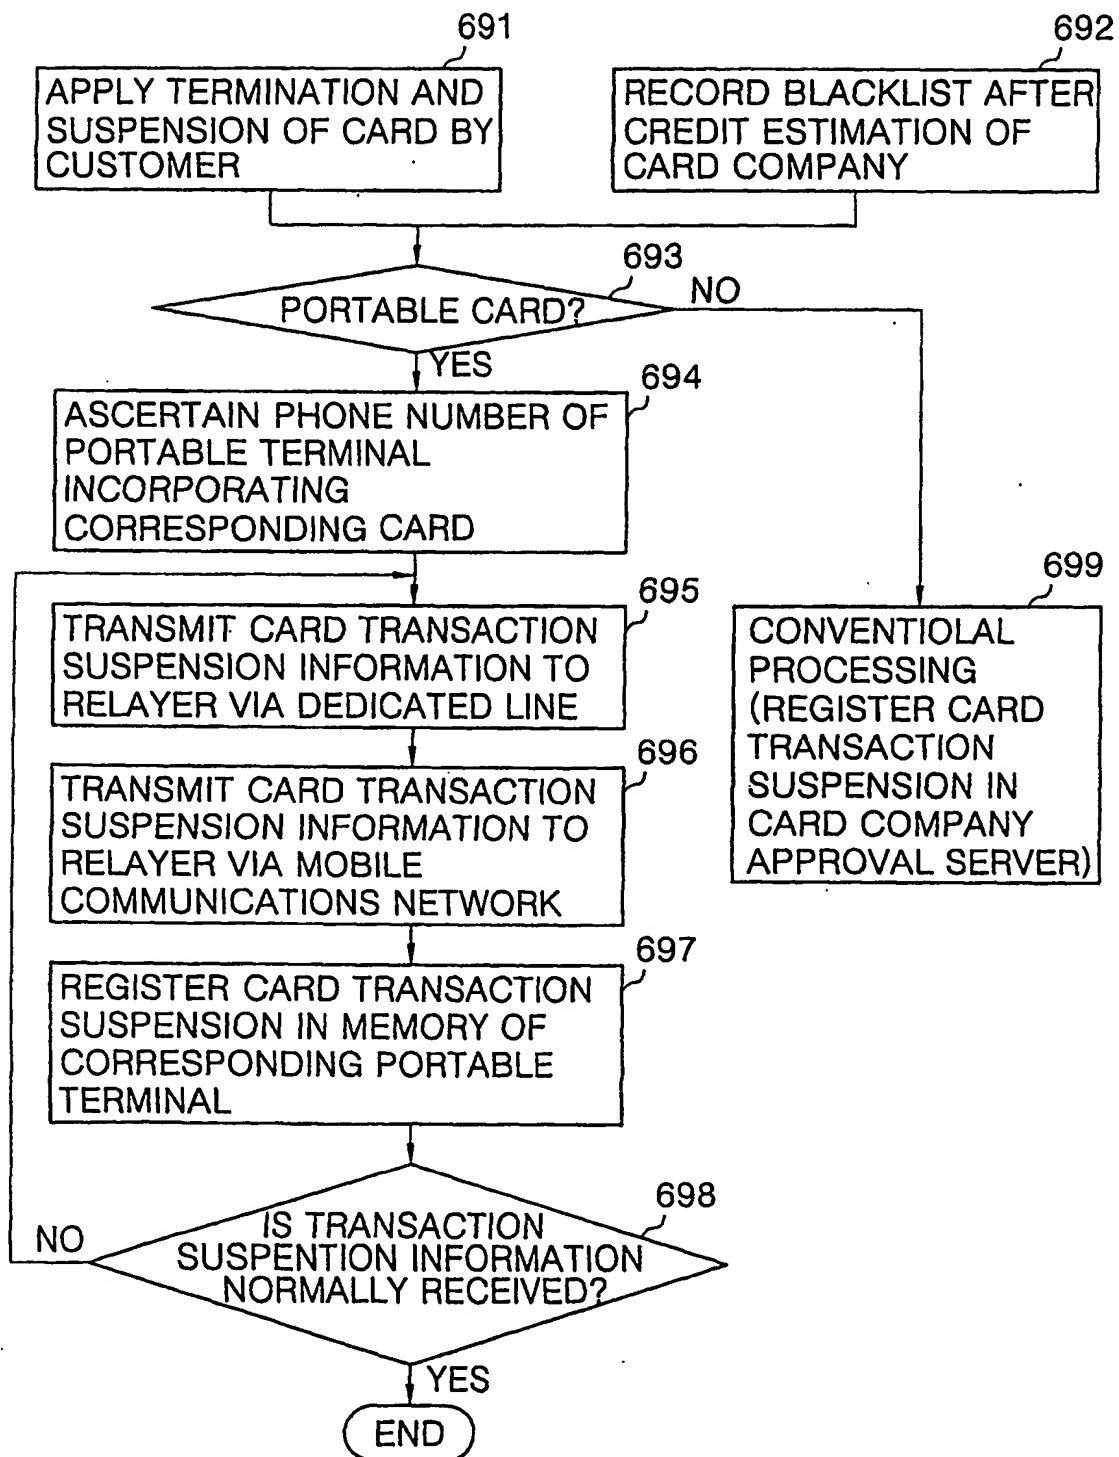 691
APPLY TERMINATION AND
SUSPENSION OF CARD BY
CUSTOMER
692
RECORD BLACKLIST AFTER
CREDIT ESTIMATION OF
CARD COMPANY
693
PORTABLE CARD?
NO
YES
694
ASCERTAIN PHONE NUMBER OF
PORTABLE TERMINAL
INCORPORATING
CORRESPONDING CARD
695
TRANSMIT CARD TRANSACTION
SUSPENSION INFORMATION TO
RELAYER VIA DEDICATED LINE
696
TRANSMIT CARD TRANSACTION
SUSPENSION INFORMATION TO
RELAYER VIA MOBILE
COMMUNICATIONS NETWORK
697
REGISTER CARD TRANSACTION
SUSPENSION IN MEMORY OF
CORRESPONDING PORTABLE
TERMINAL
699
CONVENTIOLAL
PROCESSING
(REGISTER CARD
TRANSACTION
SUSPENSION IN
CARD COMPANY
APPROVAL SERVER)
698
IS TRANSACTION
SUSPENTION INFORMATION
NORMALLY RECEIVED?
NO
YES
END